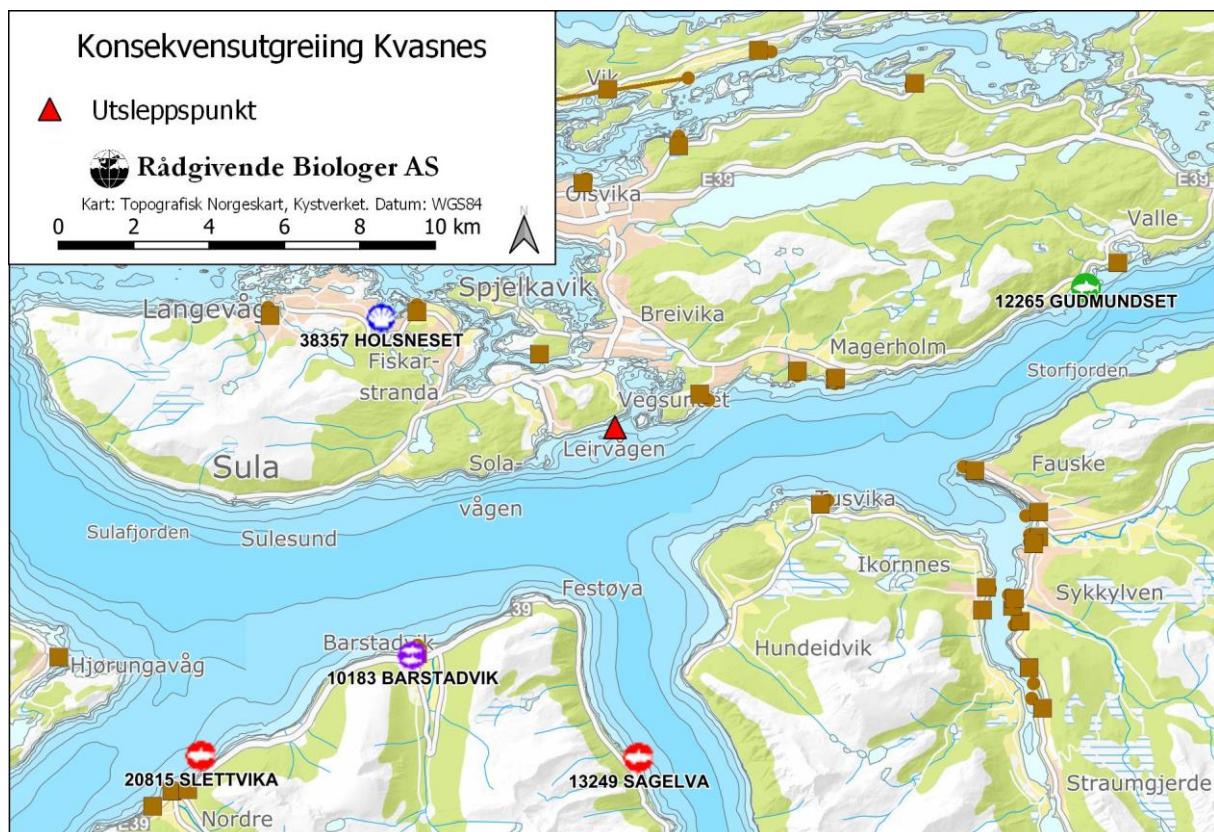 Konsekvensutgreiing Kvasnes
Utsleppspunkt
Rådgivende Biologer AS
Kart: Topografisk Norgeskart, Kystverket. Datum: WGS84
0 2 4 6 8 10 km
N
Vik
E39
Olsvika
E39
Valle
12265 GUDMUNDSET
Spjelkavik
Langevåg
Breivika
38357 HOLSNESET
Magerholm
Fiskar-
stranda
Storfjorden
Vegsundet
Leirvågen
Sula
Sola-
vågen
Fauske
Tusvika
Sulafjorden
Sulesund
Ikornnes
Festøya
Sykkylven
E39
Barstadvik
Hundeidvik
Hjørungavåg
10183 BARSTADVIK
20815 SLETTVIKA
13249 SAGELVA
Straumgjerde
Nordre
E39